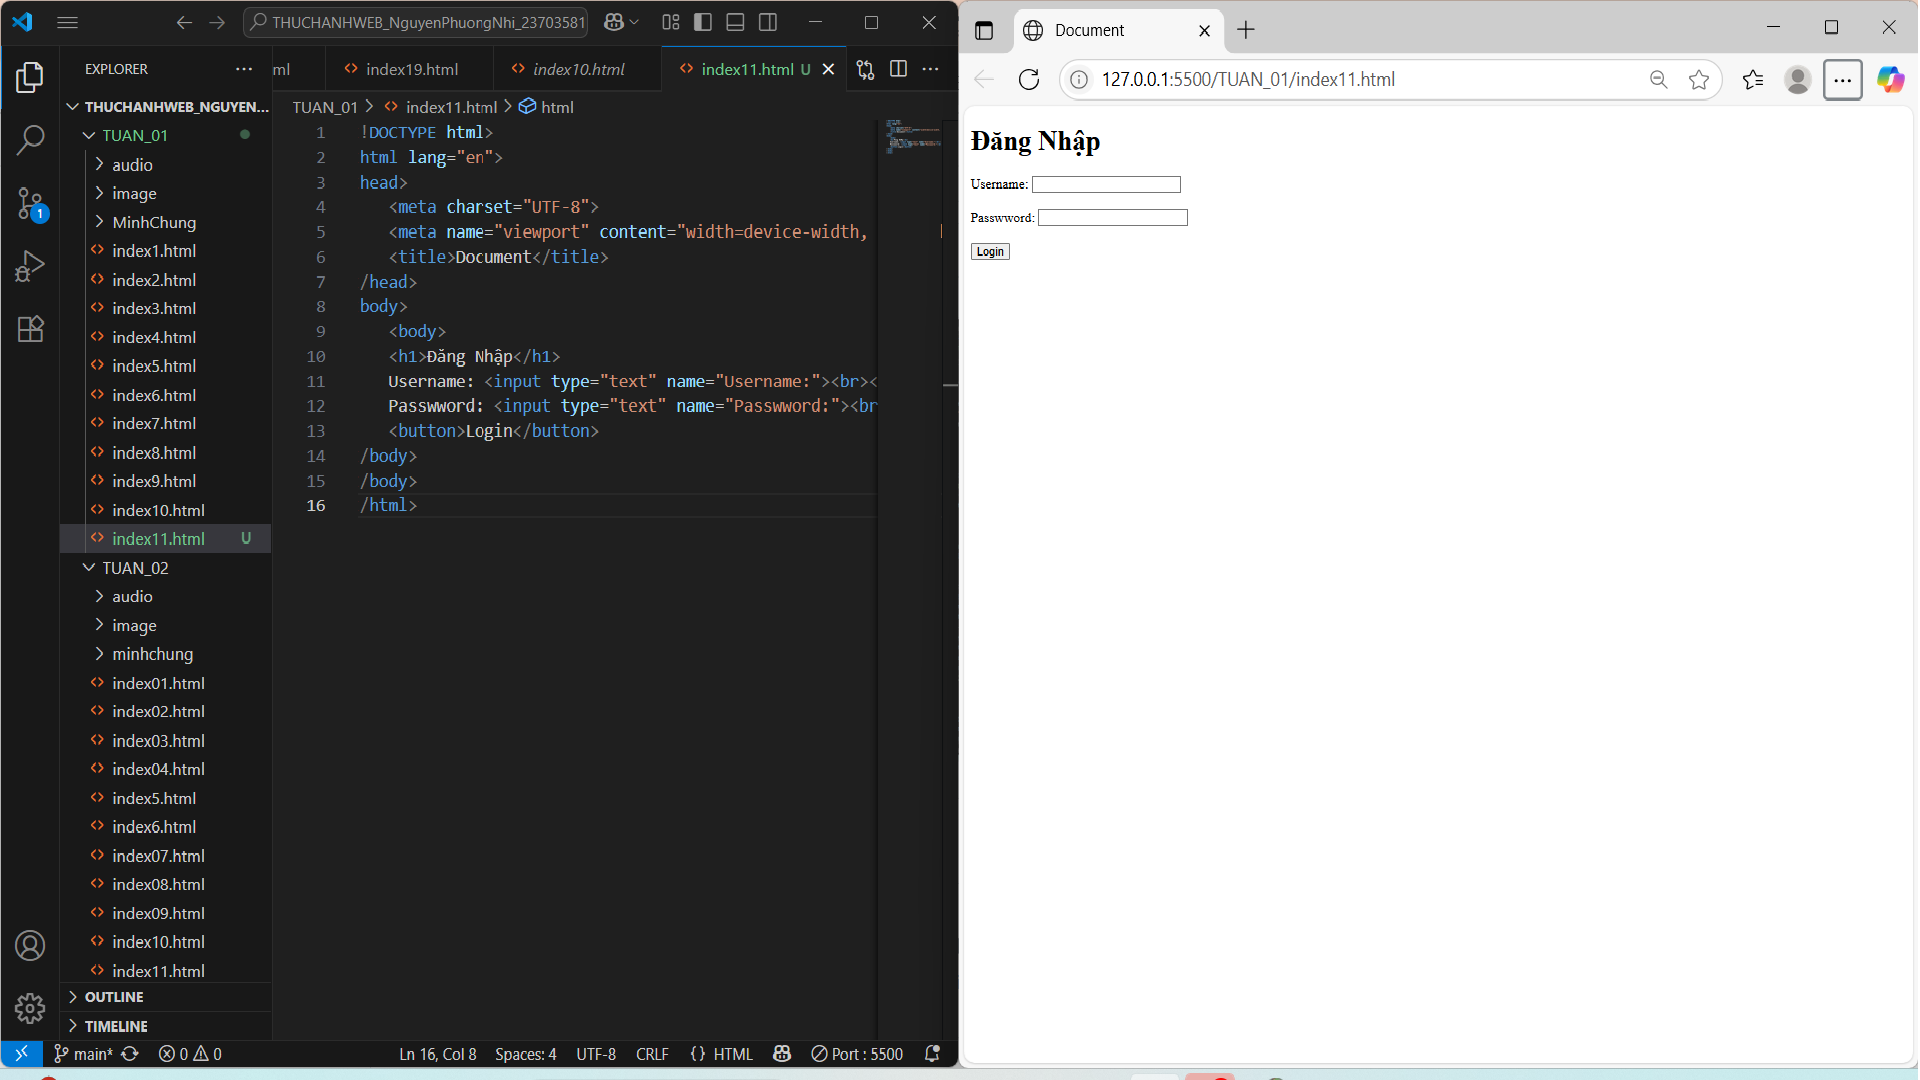 THUCHANHWEB_NguyenPhuongNhi_23703581
EXPLORER
THUCHANHWEB_NGUYEN...
TUAN_01
audio
image
MinhChung
index1.html
index2.html
index3.html
index4.html
index5.html
index6.html
index7.html
index8.html
index9.html
index10.html
index11.html U
TUAN_02
audio
image
minhchung
index01.html
index02.html
index03.html
index04.html
index5.html
index6.html
index07.html
index08.html
index09.html
index10.html
index11.html
OUTLINE
TIMELINE
1
ml index19.html index10.html index11.html U
TUAN_01 > index11.html > html
1 !DOCTYPE html>
2 html lang="en">
3 head>
4 <meta charset="UTF-8">
5 <meta name="viewport" content="width=device-width,
6 <title>Document</title>
7 /head>
8 body>
9 <body>
10 <h1>Đăng Nhập</h1>
11 Username: <input type="text" name="Username:"><br><
12 Passwword: <input type="text" name="Passwword:"><br
13 <button>Login</button>
14 /body>
15 /body>
16 /html>
main* 0 0 Ln 16, Col 8 Spaces: 4 UTF-8 CRLF {} HTML Port : 5500
Document
127.0.0.1:5500/TUAN_01/index11.html
Đăng Nhập
Username:
Passwword:
Login